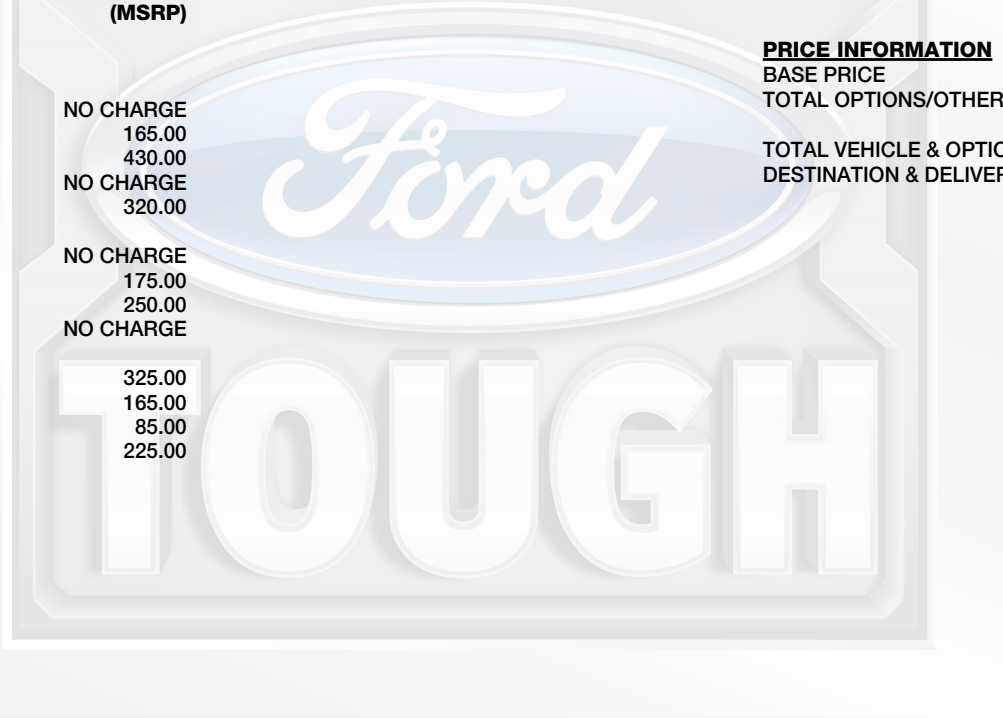 (MSRP)
NO CHARGE
165.00
430.00
NO CHARGE
320.00
NO CHARGE
175.00
250.00
NO CHARGE
325.00
165.00
85.00
225.00
PRICE INFORMATION
BASE PRICE
TOTAL OPTIONS/OTHER
TOTAL VEHICLE & OPTIO
DESTINATION & DELIVER
Ford
TOUGH